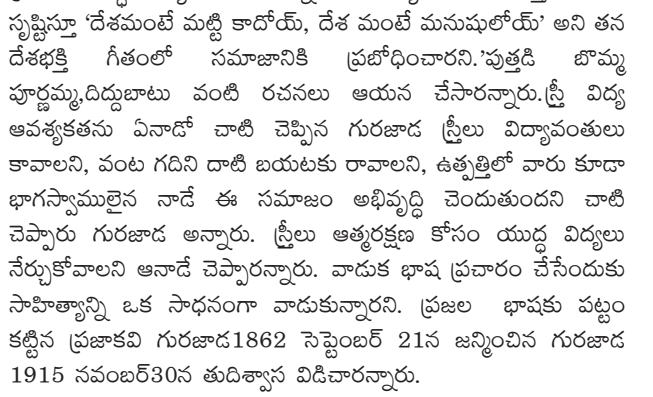 సృష్టిస్తూ ‘దేశమంటే మట్టి కాదోయ్, దేశ మంటే మనుషులోయ్’ అని తన
దేశభక్తి గీతంలో సమాజానికి ప్రబోధించారని.’పుత్తడి బొమ్మ
పూర్ణమ్మ,దిద్దుబాటు వంటి రచనలు ఆయన చేసారన్నారు.స్త్రీ విద్య
ఆవశ్యకతను ఏనాడో చాటి చెప్పిన గురజాడ స్త్రీలు విద్యావంతులు
కావాలని, వంట గదిని దాటి బయటకు రావాలని, ఉత్పత్తిలో వారు కూడా
భాగస్వాములైన నాడే ఈ సమాజం అభివృద్ధి చెందుతుందని చాటి
చెప్పారు గురజాడ అన్నారు. స్త్రీలు ఆత్మరక్షణ కోసం యుద్ధ విద్యలు
నేర్చుకోవాలని ఆనాడే చెప్పారన్నారు. వాడుక భాష ప్రచారం చేసేందుకు
సాహిత్యాన్ని ఒక సాధనంగా వాడుకున్నారని. ప్రజల భాషకు పట్టం
కట్టిన ప్రజాకవి గురజాడ1862 సెప్టెంబర్ 21న జన్మించిన గురజాడ
1915 నవంబర్30న తుదిశ్వాస విడిచారన్నారు.